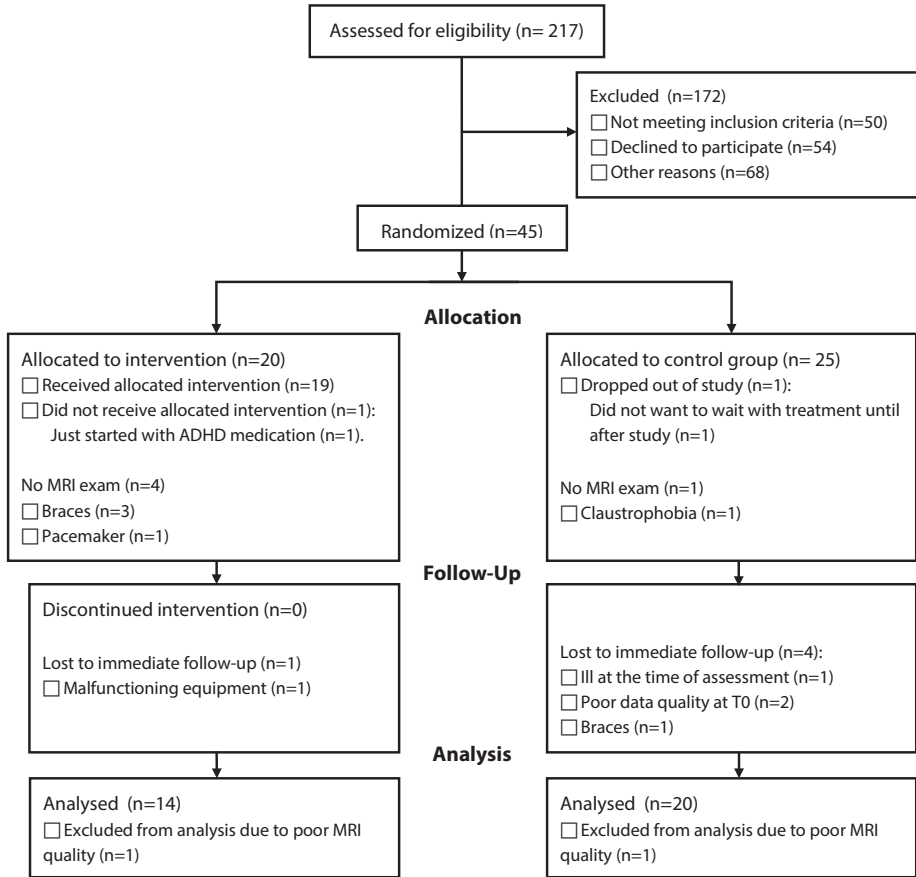 Assessed for eligibility (n= 217)
Excluded (n=172)
☐ Not meeting inclusion criteria (n=50)
☐ Declined to participate (n=54)
☐ Other reasons (n=68)
Randomized (n=45)
Allocation
Allocated to intervention (n=20)
☐ Received allocated intervention (n=19)
☐ Did not receive allocated intervention (n=1):
Just started with ADHD medication (n=1).
No MRI exam (n=4)
☐ Braces (n=3)
☐ Pacemaker (n=1)
Allocated to control group (n= 25)
☐ Dropped out of study (n=1):
Did not want to wait with treatment until
after study (n=1)
No MRI exam (n=1)
☐ Claustrophobia (n=1)
Follow-Up
Discontinued intervention (n=0)
Lost to immediate follow-up (n=1)
☐ Malfunctioning equipment (n=1)
Lost to immediate follow-up (n=4):
☐ Ill at the time of assessment (n=1)
☐ Poor data quality at T0 (n=2)
☐ Braces (n=1)
Analysis
Analysed (n=14)
☐ Excluded from analysis due to poor MRI
quality (n=1)
Analysed (n=20)
☐ Excluded from analysis due to poor MRI
quality (n=1)